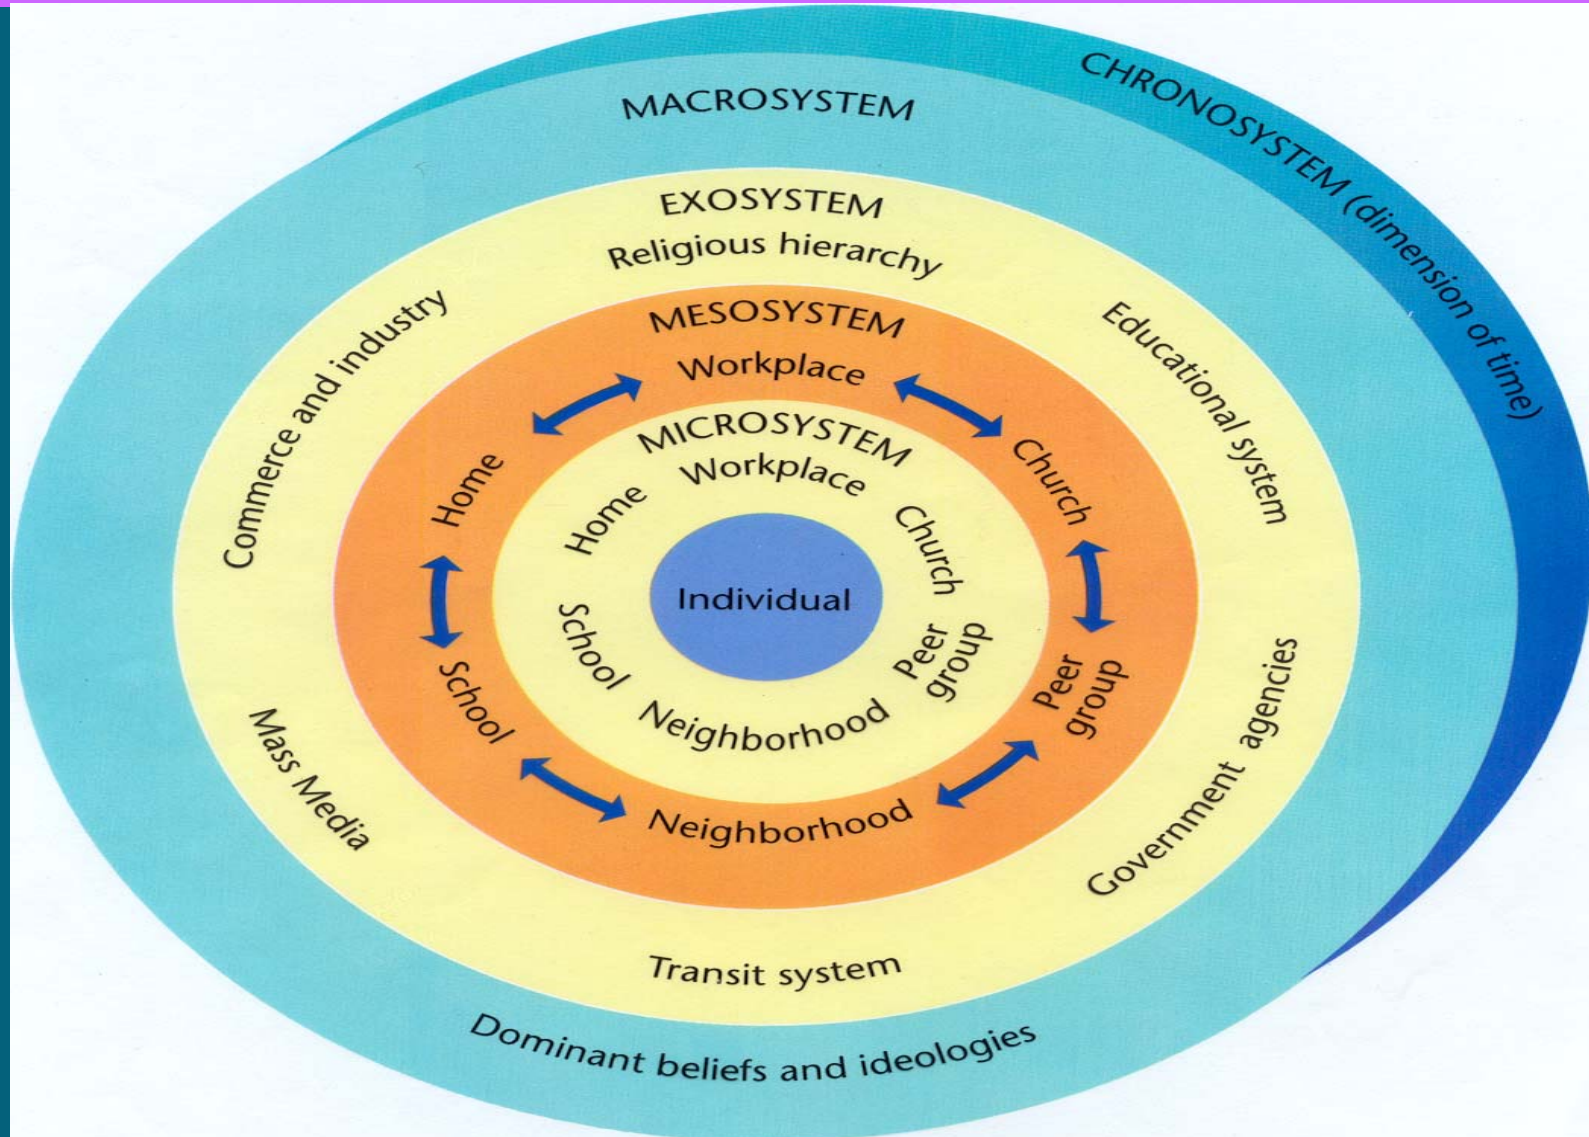 CHRONOSYSTEM (dimension of time)
MACROSYSTEM
EXOSYSTEM
Religious hierarchy
Commerce and industry
Educational system
MESOSYSTEM
Workplace
Home
Church
MICROSYSTEM
Workplace
Home
Church
Individual
School
Peer
group
Neighborhood
School
Peer
group
Neighborhood
Mass Media
Government agencies
Transit system
Dominant beliefs and ideologies